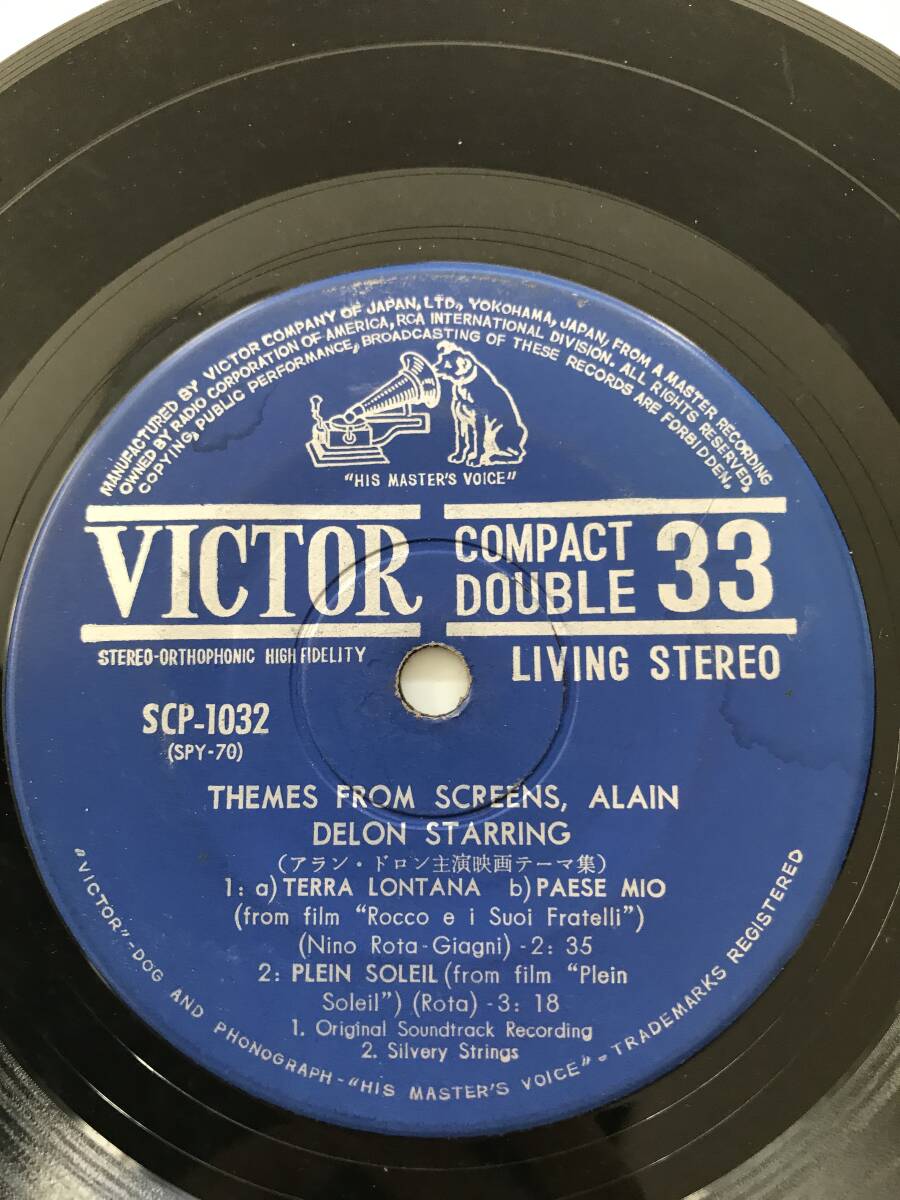 MANUFACTURED BY VICTOR COMPANY OF JAPAN, LTD., YOKOHAMA, JAPAN, FROM A MASTER RECORDING
OWNED BY RADIO CORPORATION OF AMERICA, RCA INTERNATIONAL DIVISION. ALL RIGHTS RESERVED,
COPYING, PUBLIC PERFORMANCE, BROADCASTING OF THESE RECORDS ARE FORBIDDEN.
"HIS MASTER'S VOICE"
VICTOR
COMPACT
DOUBLE 33
STEREO-ORTHOPHONIC HIGH FIDELITY
LIVING STEREO
SCP-1032
(SPY-70)
THEMES FROM SCREENS, ALAIN
DELON STARRING
(アラン・ドロン主演映画テーマ集)
1: a) TERRA LONTANA b) PAESE MIO
(from film "Rocco e i Suoi Fratelli")
(Nino Rota-Giagni) -2: 35
2: PLEIN SOLEIL (from film "Plein
Soleil") (Rota) -3: 18
1. Original Soundtrack Recording
2. Silvery Strings
"VICTOR"-DOG AND PHONOGRAPH-"HIS MASTER'S VOICE"-TRADEMARKS REGISTERED